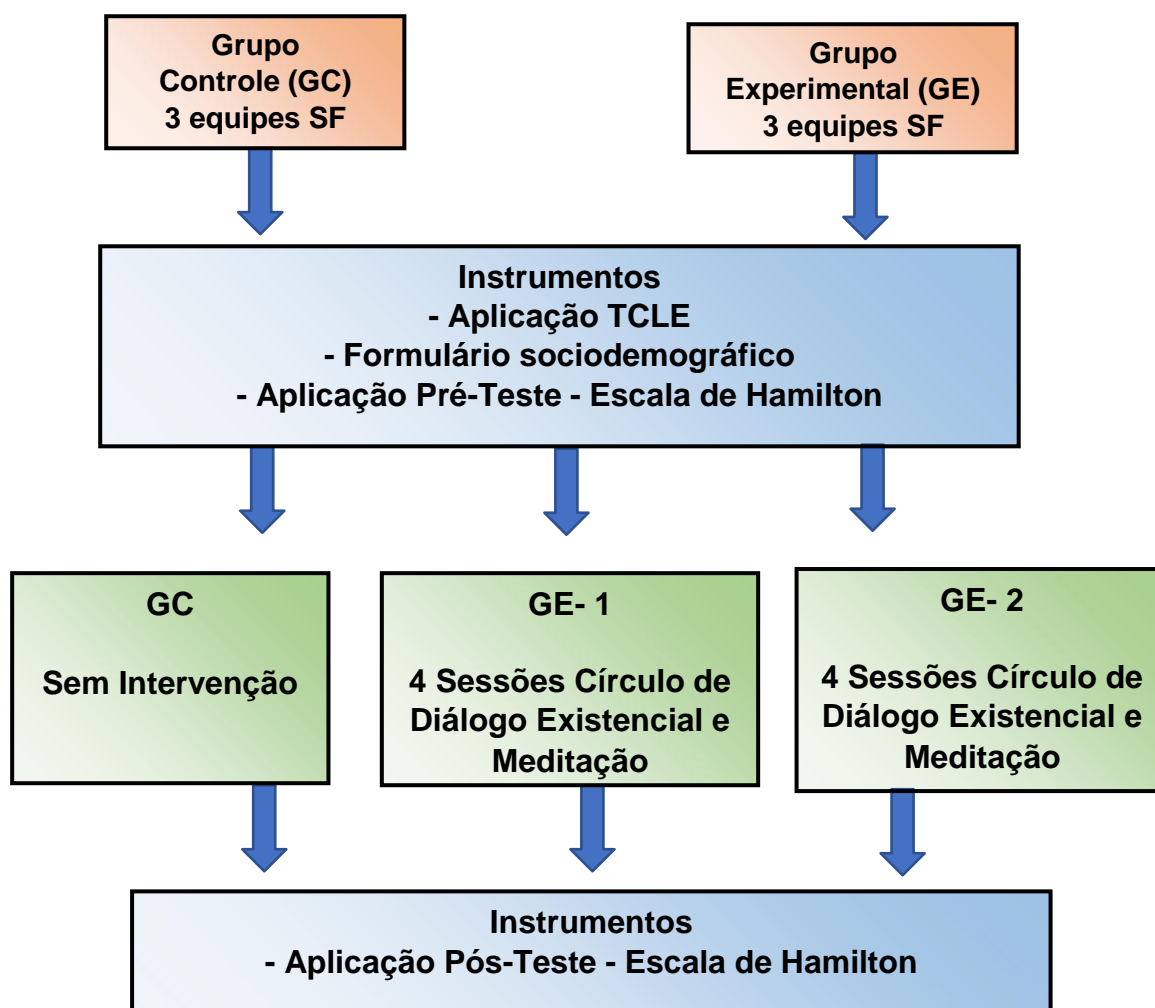 Grupo
Controle (GC)
3 equipes SF
Grupo
Experimental (GE)
3 equipes SF
Instrumentos
- Aplicação TCLE
- Formulário sociodemográfico
- Aplicação Pré-Teste - Escala de Hamilton
GC
Sem Intervenção
GE- 1
4 Sessões Círculo de
Diálogo Existencial e
Meditação
GE- 2
4 Sessões Círculo de
Diálogo Existencial e
Meditação
Instrumentos
- Aplicação Pós-Teste - Escala de Hamilton